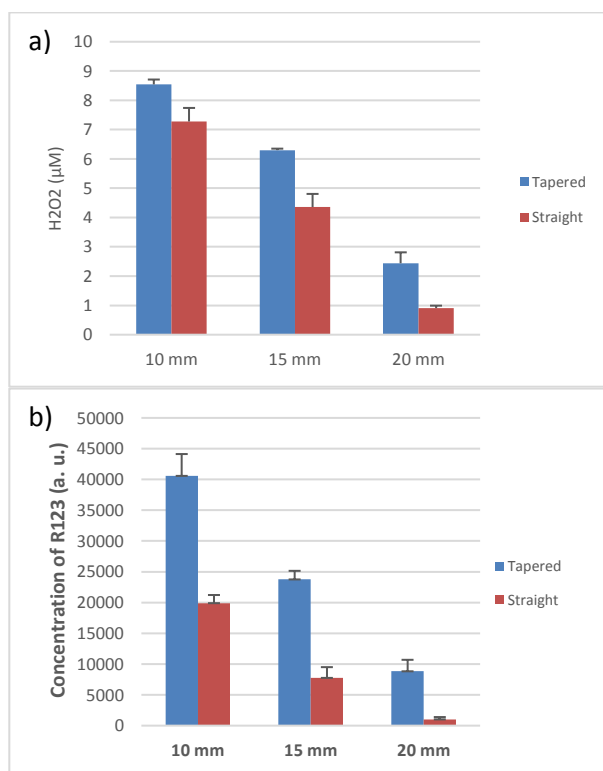 a)
10
9
8
7
6
5
4
3
2
1
0
H2O2 (µM)
10 mm 15 mm 20 mm
Tapered
Straight
b)
50000
45000
40000
35000
30000
25000
20000
15000
10000
5000
0
Concentration of R123 (a. u.)
10 mm 15 mm 20 mm
Tapered
Straight